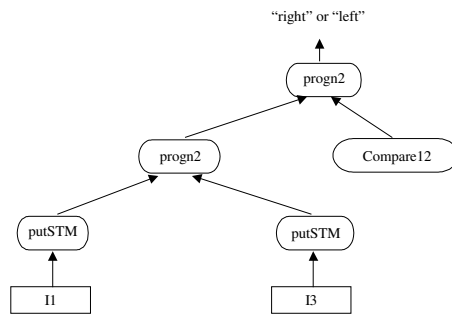 “right” or “left”
progn2
progn2
Compare12
putSTM
putSTM
I1
I3